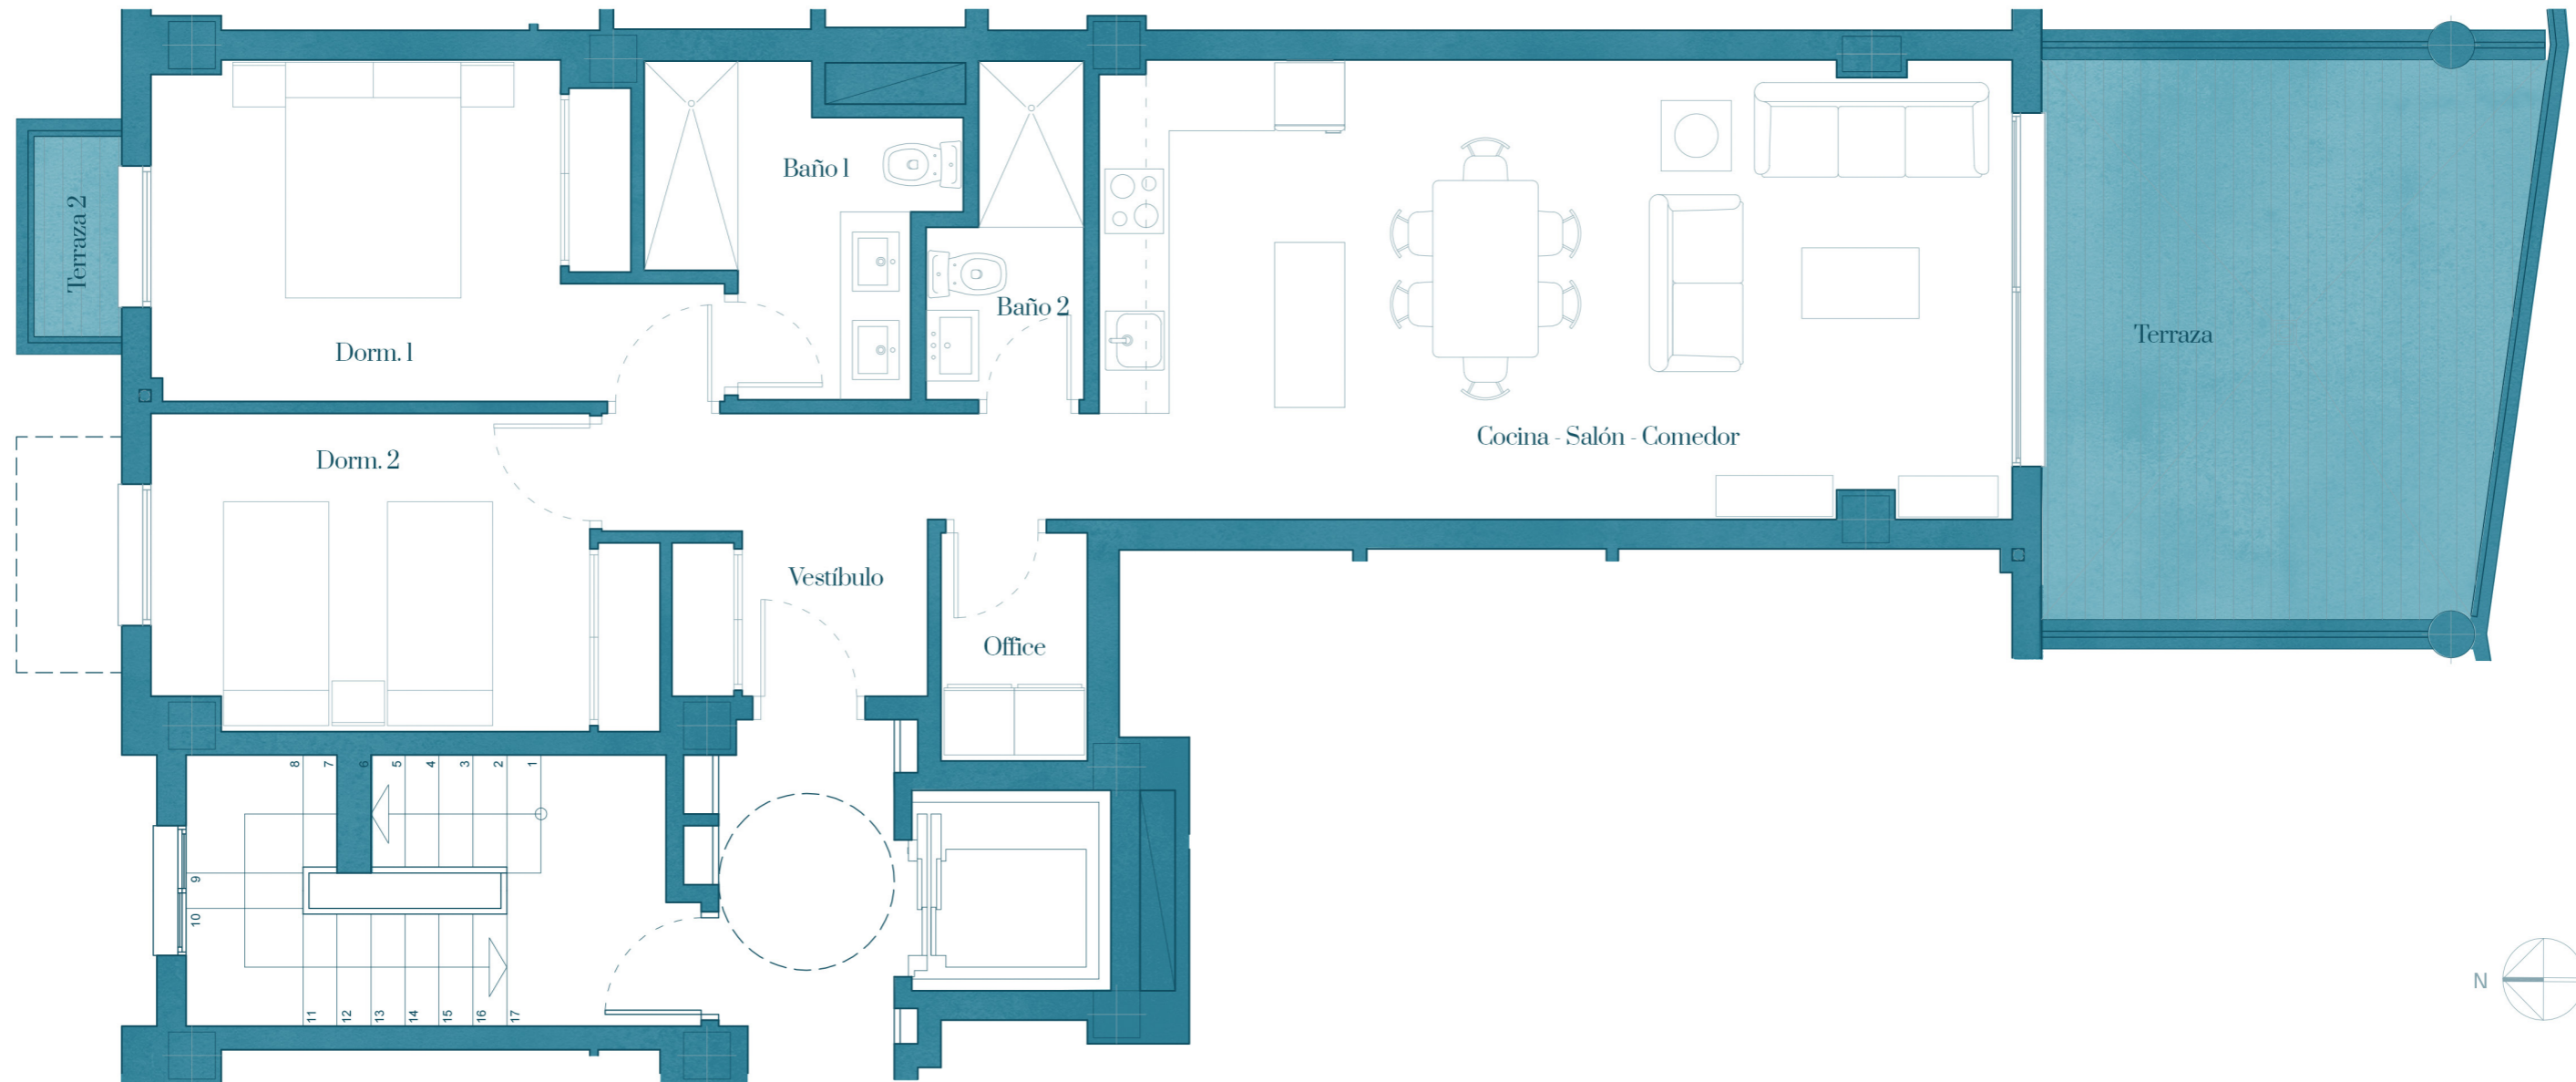 Baño 1
Terraza 2
Baño 2
Terraza
Dorm. 1
Cocina - Salón - Comedor
Dorm. 2
Vestíbulo
Office
8
7
6
5
4
3
2
1
9
10
N
11
12
13
14
15
16
17